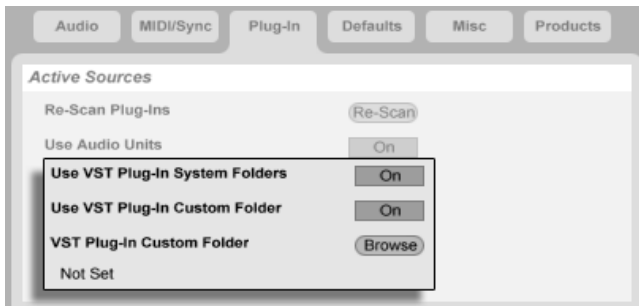 Audio MIDI/Sync Plug-In Defaults Misc Products
Active Sources
Re-Scan Plug-Ins Re-Scan
Use Audio Units On
Use VST Plug-In System Folders On
Use VST Plug-In Custom Folder On
VST Plug-In Custom Folder Browse
Not Set